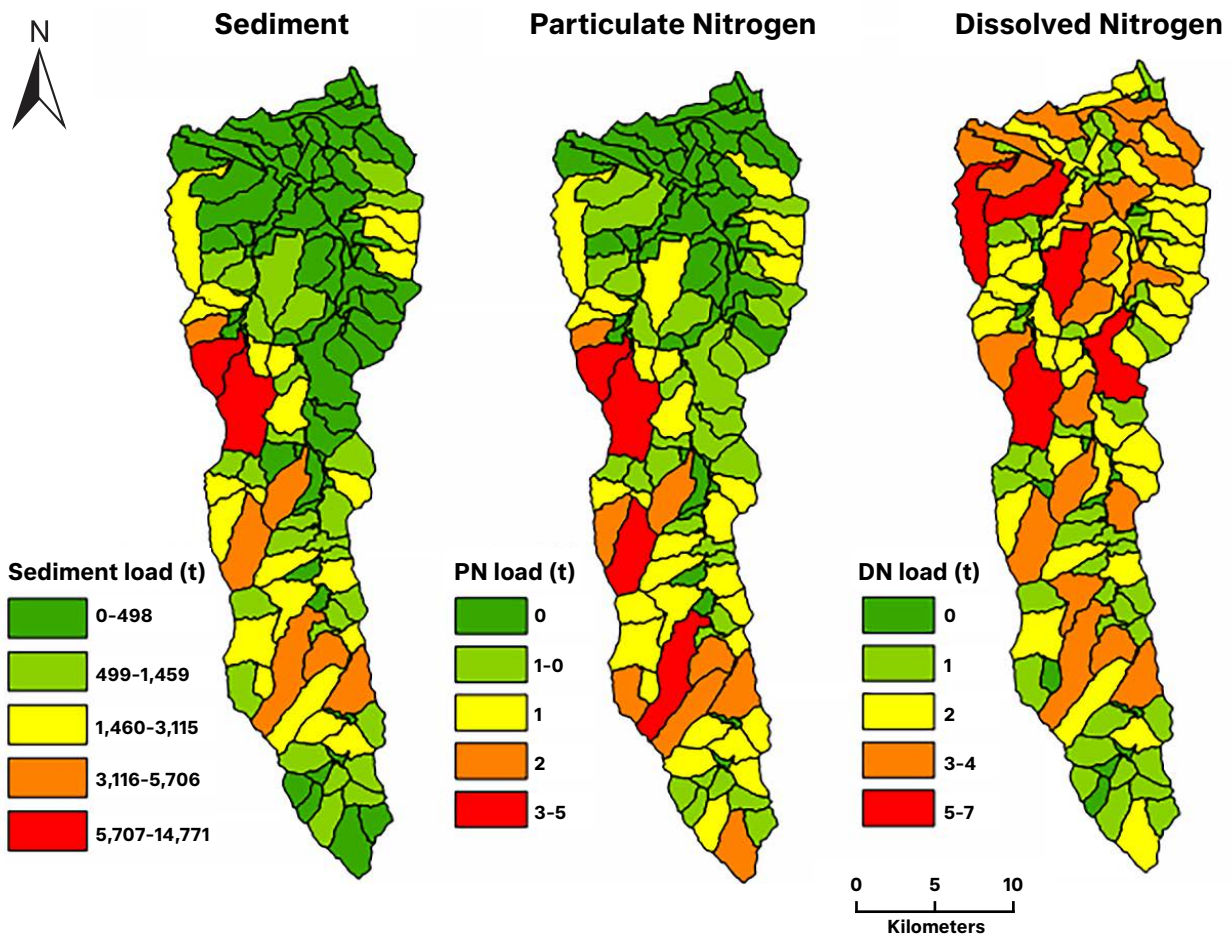 Sediment
Particulate Nitrogen
Dissolved Nitrogen
N
Sediment load (t)
0–498
499–1,459
1,460–3,115
3,116–5,706
5,707–14,771
PN load (t)
0
1–0
1
2
3–5
DN load (t)
0
1
2
3–4
5–7
0 5 10
Kilometers